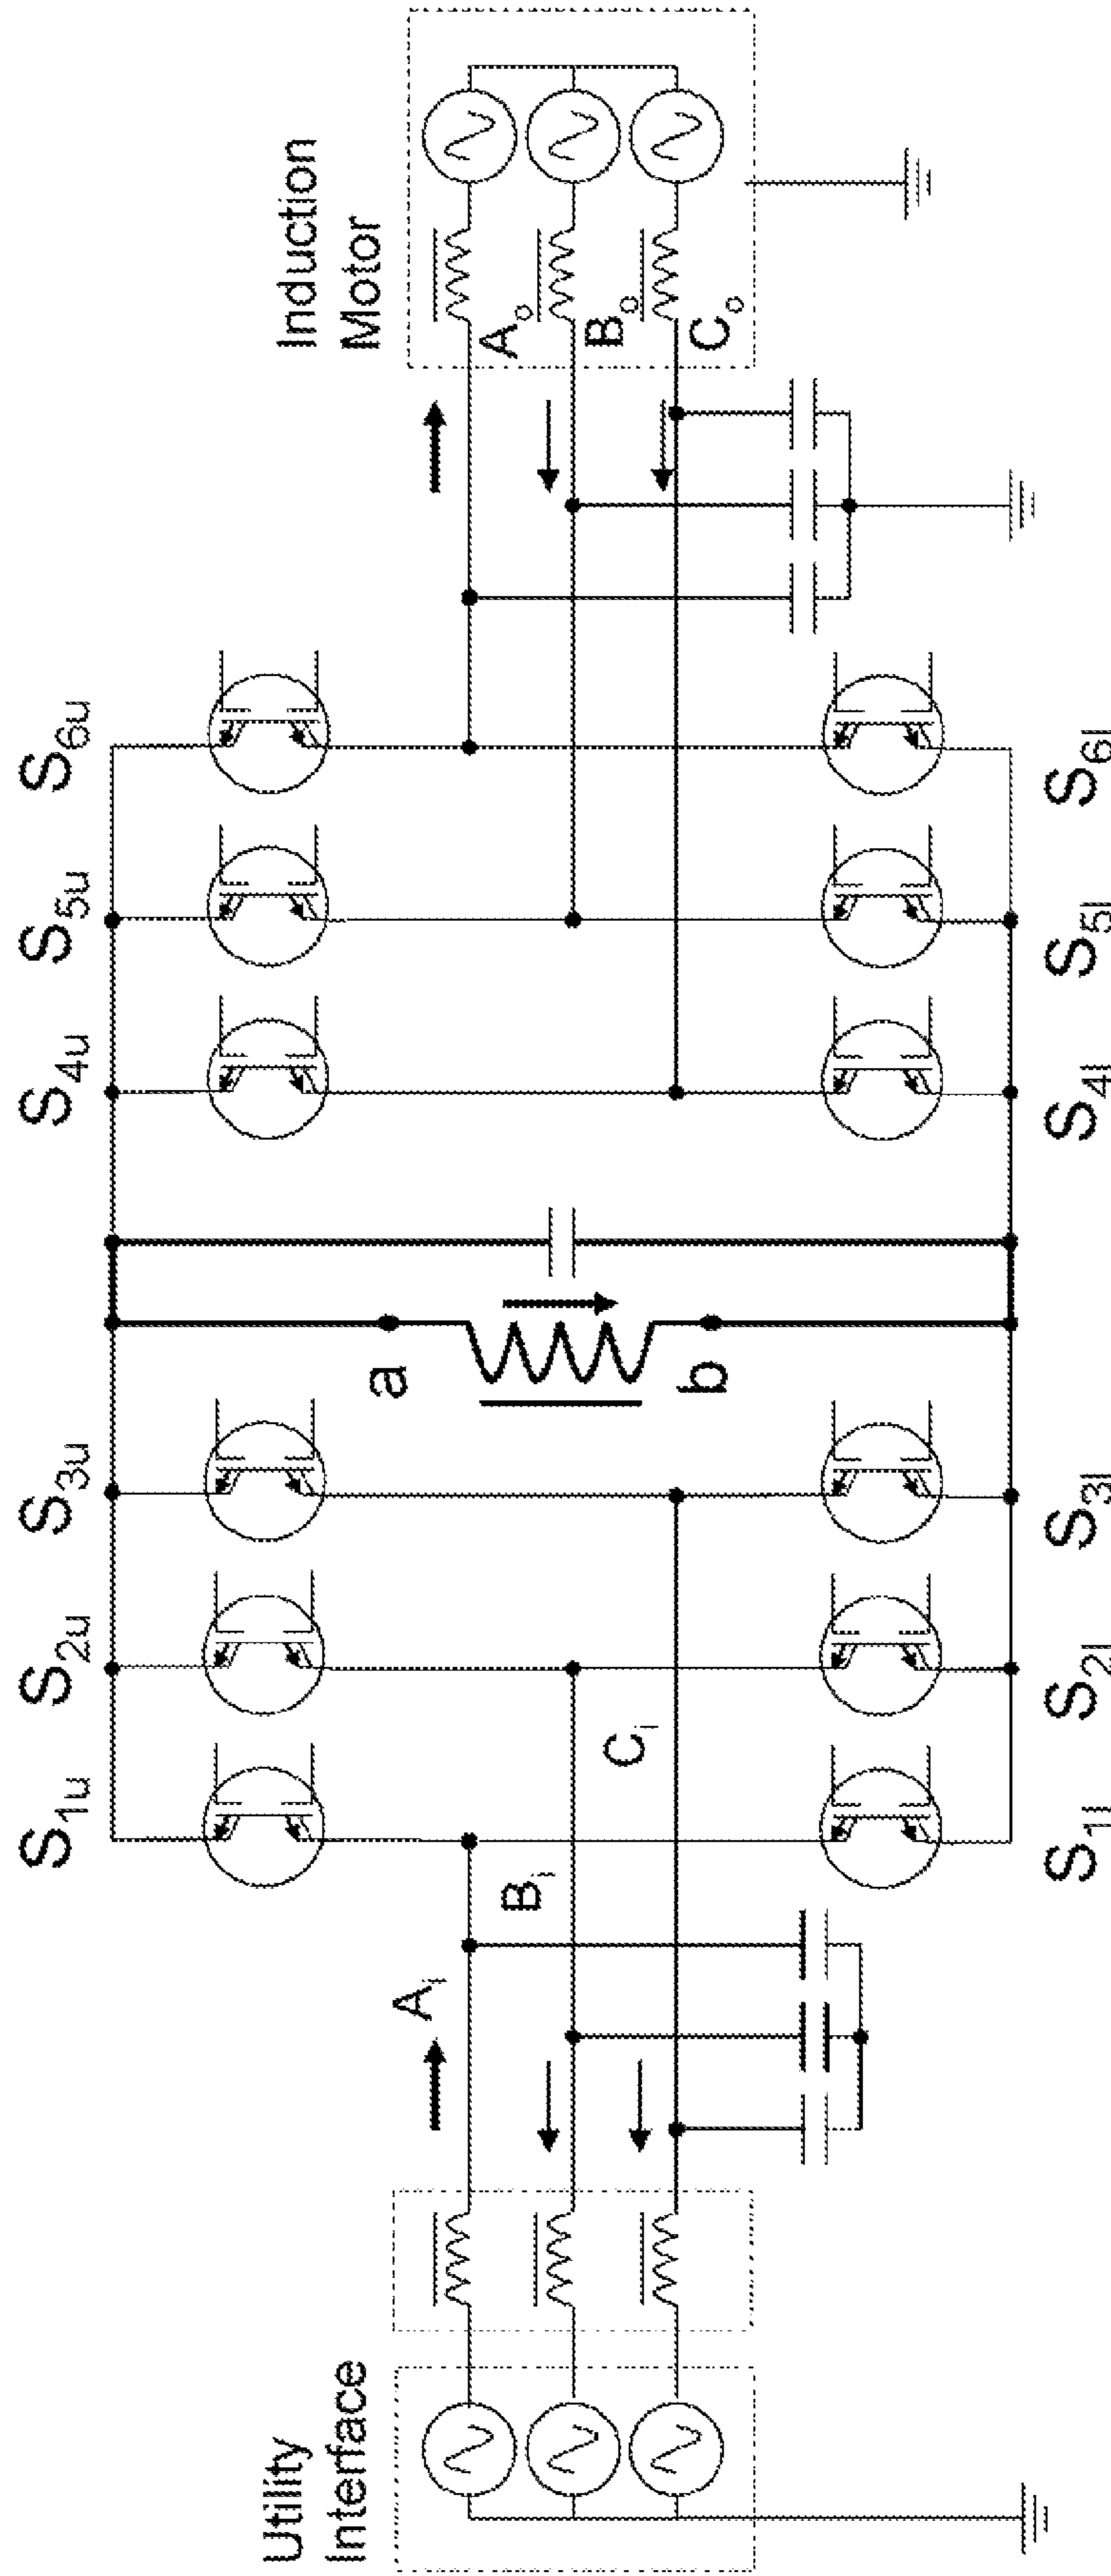 Utility
Interface
Induction
Motor
S1u
S2u
S3u
S4u
S5u
S6u
Ai
Bi
Ci
a
b
Ao
Bo
Co
S1l
S2l
S3l
S4l
S5l
S6l